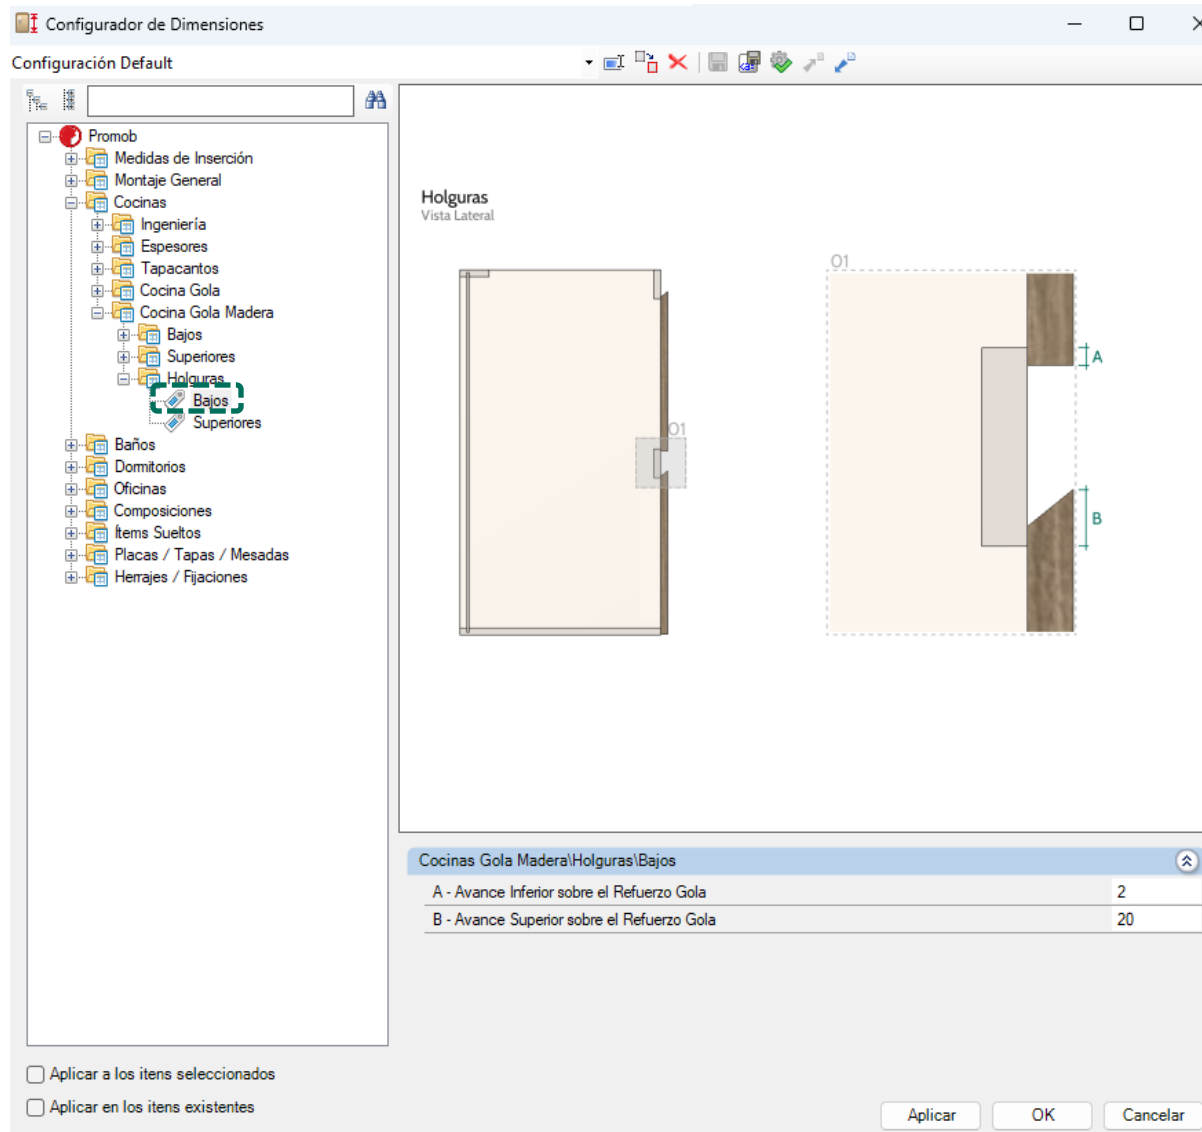 Configurador de Dimensiones
Configuración Default
Promob
Medidas de Inserción
Montaje General
Cocinas
Ingeniería
Espesores
Tapacantos
Cocina Gola
Cocina Gola Madera
Bajos
Superiores
Holguras
Bajos
Superiores
Baños
Dormitorios
Oficinas
Composiciones
Ítems Sueltos
Placas / Tapas / Mesadas
Herrajes / Fijaciones
Holguras
Vista Lateral
01
01
A
B
Cocinas Gola Madera\Holguras\Bajos
A - Avance Inferior sobre el Refuerzo Gola 2
B - Avance Superior sobre el Refuerzo Gola 20
Aplicar a los itens seleccionados
Aplicar en los itens existentes
Aplicar OK Cancelar